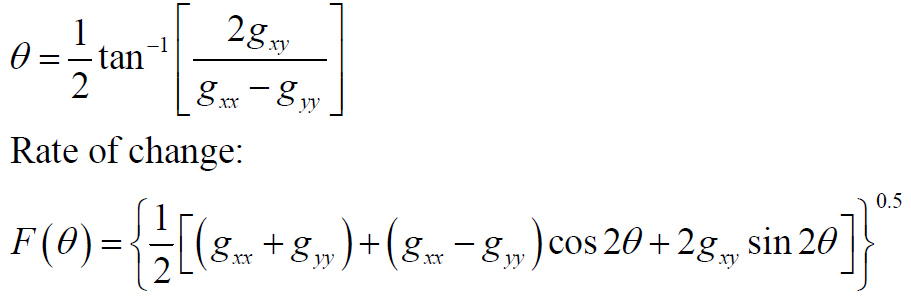 θ = 1/2 tan⁻¹ [ 2g_xy / (g_xx − g_yy) ]
Rate of change:
F(θ) = { 1/2 [ (g_xx + g_yy) + (g_xx − g_yy) cos 2θ + 2g_xy sin 2θ ] }^0.5